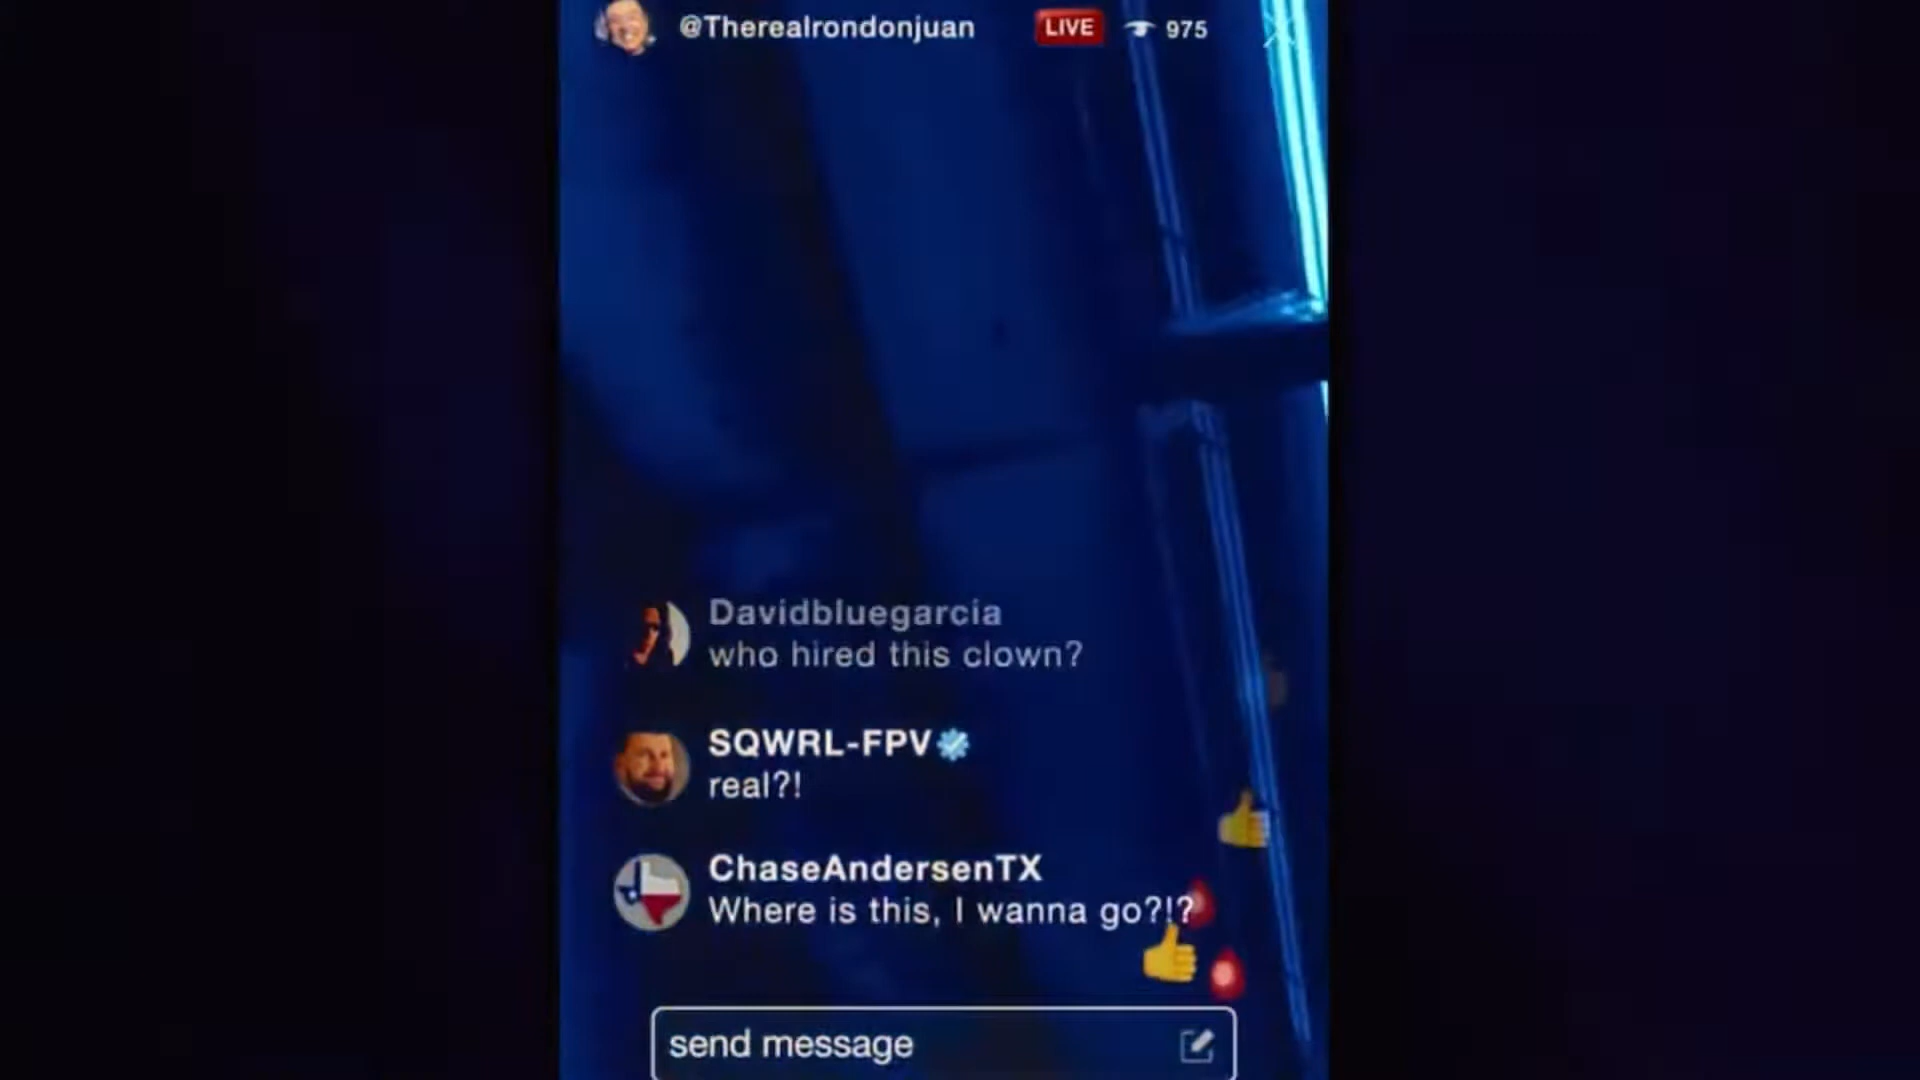 @Therealrondonjuan LIVE 975
Davidbluegarcia
who hired this clown?
SQWRL-FPV
real?!
ChaseAndersenTX
Where is this, I wanna go?!?
send message